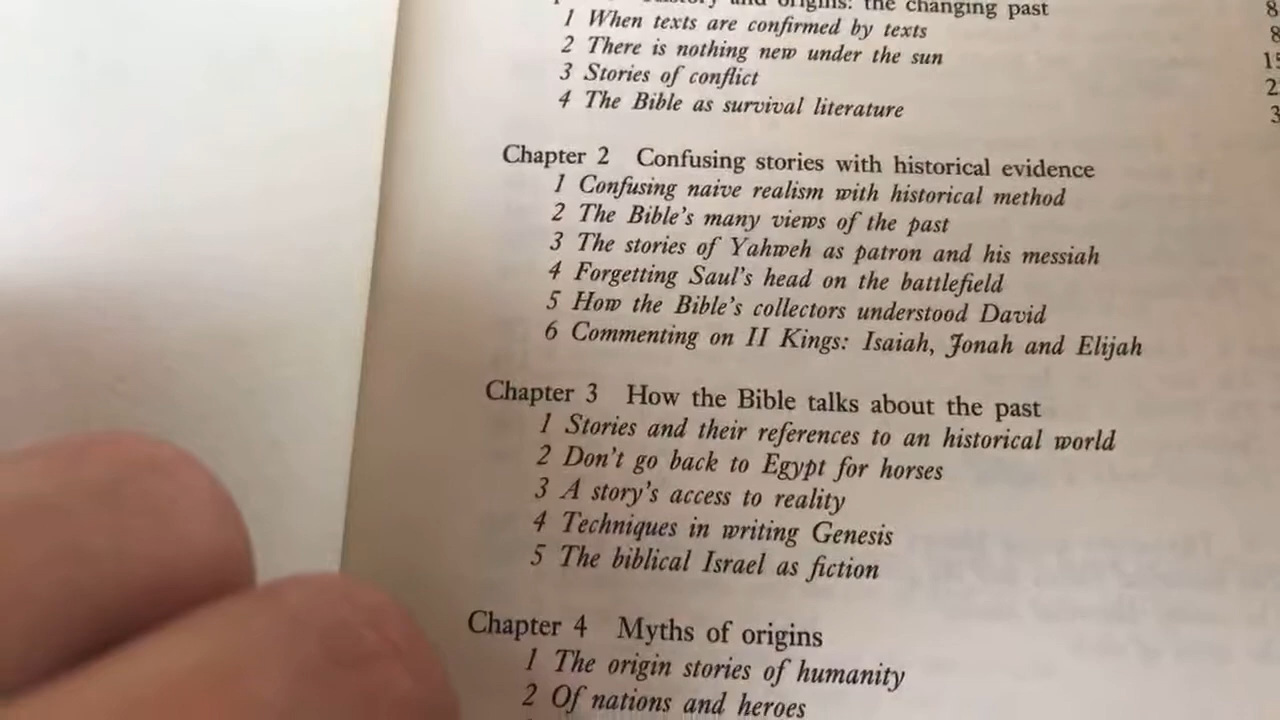 and origins: the changing past 8
1 When texts are confirmed by texts 8
2 There is nothing new under the sun
3 Stories of conflict
4 The Bible as survival literature
Chapter 2 Confusing stories with historical evidence
1 Confusing naive realism with historical method
2 The Bible's many views of the past
3 The stories of Yahweh as patron and his messiah
4 Forgetting Saul's head on the battlefield
5 How the Bible's collectors understood David
6 Commenting on II Kings: Isaiah, Jonah and Elijah
Chapter 3 How the Bible talks about the past
1 Stories and their references to an historical world
2 Don't go back to Egypt for horses
3 A story's access to reality
4 Techniques in writing Genesis
5 The biblical Israel as fiction
Chapter 4 Myths of origins
1 The origin stories of humanity
2 Of nations and heroes